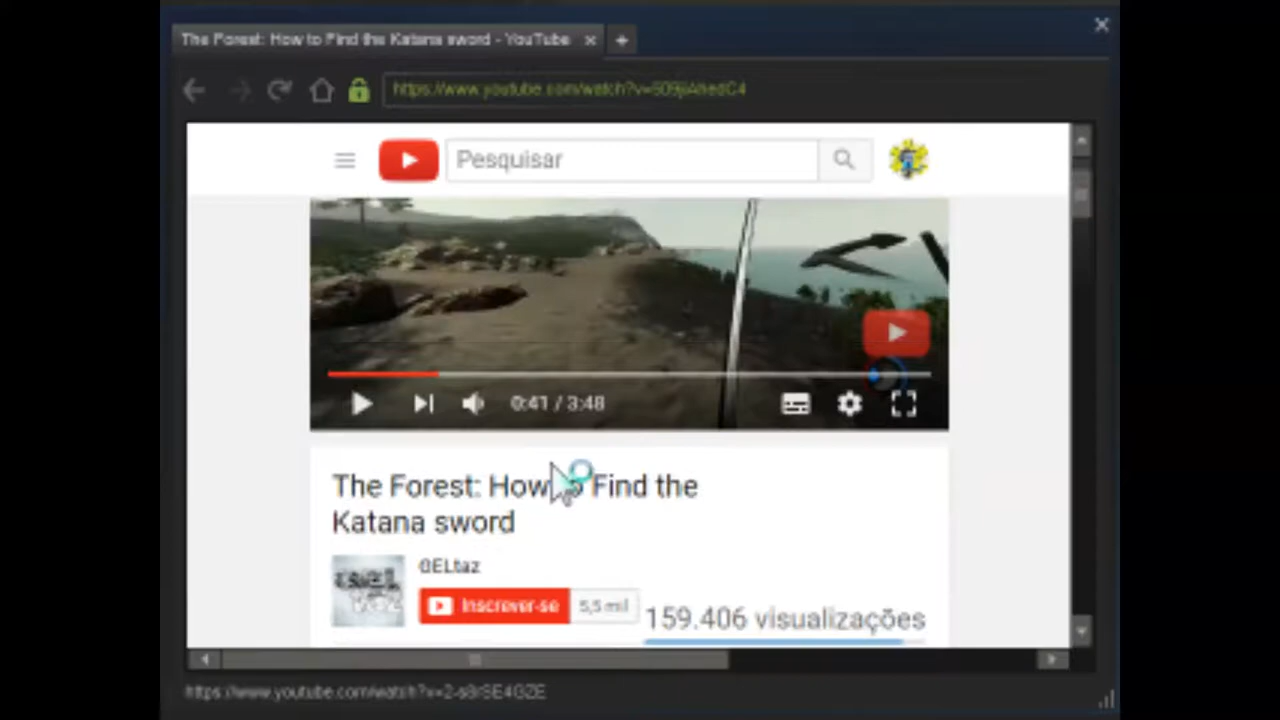 The Forest: How to Find the Katana sword - YouTube
Pesquisar
0:41 / 3:48
The Forest: How to Find the
Katana sword
GELtaz
Inscrever-se
5,5 mil
159.406 visualizações